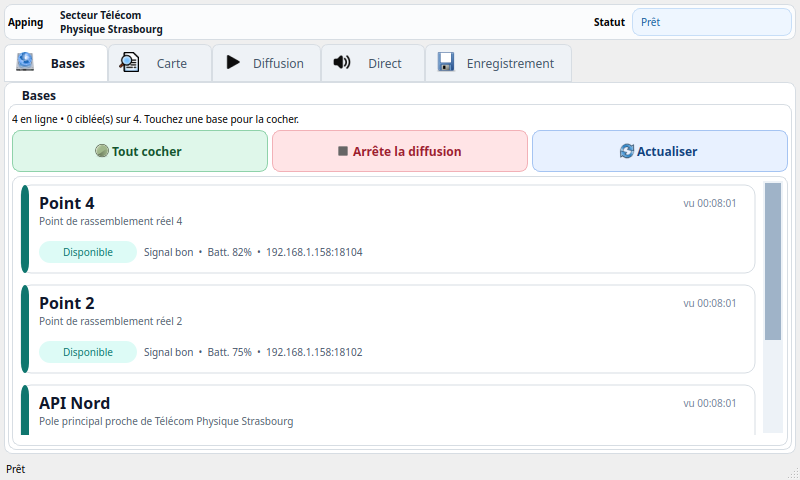 Apping
Secteur Télécom
Physique Strasbourg
Statut
Prêt
Bases
Carte
Diffusion
Direct
Enregistrement
Bases
4 en ligne • 0 ciblée(s) sur 4. Touchez une base pour la cocher.
Tout cocher
Arrête la diffusion
Actualiser
Point 4
vu 00:08:01
Point de rassemblement réel 4
Disponible
Signal bon • Batt. 82% • 192.168.1.158:18104
Point 2
vu 00:08:01
Point de rassemblement réel 2
Disponible
Signal bon • Batt. 75% • 192.168.1.158:18102
API Nord
vu 00:08:01
Pole principal proche de Télécom Physique Strasbourg
Prêt